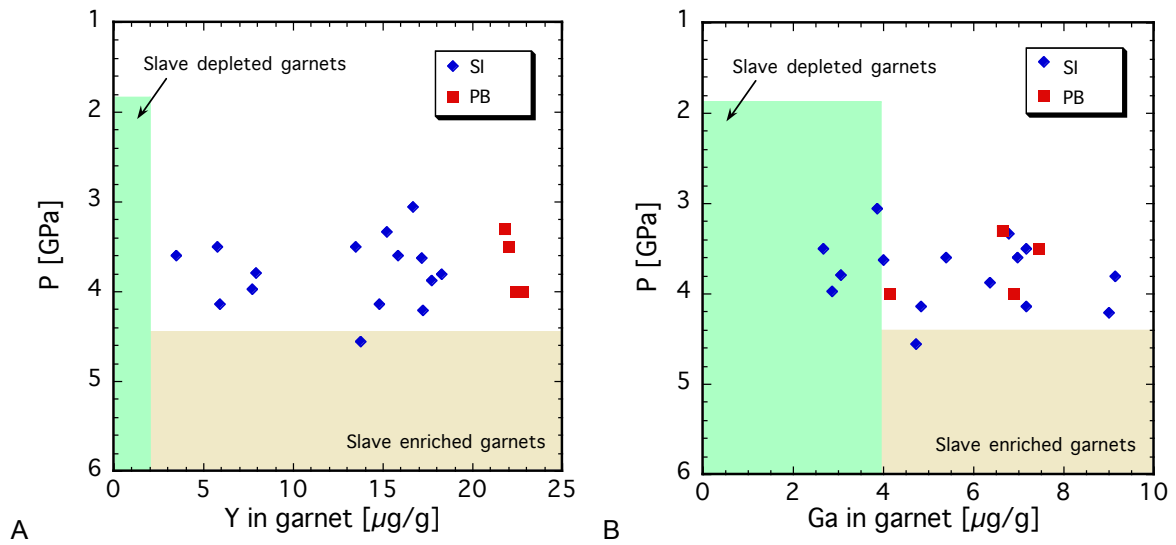 1
2
3
4
5
6
P [GPa]
Slave depleted garnets
SI
PB
Slave enriched garnets
0 5 10 15 20 25
Y in garnet [µg/g]
A
1
2
3
4
5
6
P [GPa]
Slave depleted garnets
SI
PB
Slave enriched garnets
0 2 4 6 8 10
Ga in garnet [µg/g]
B